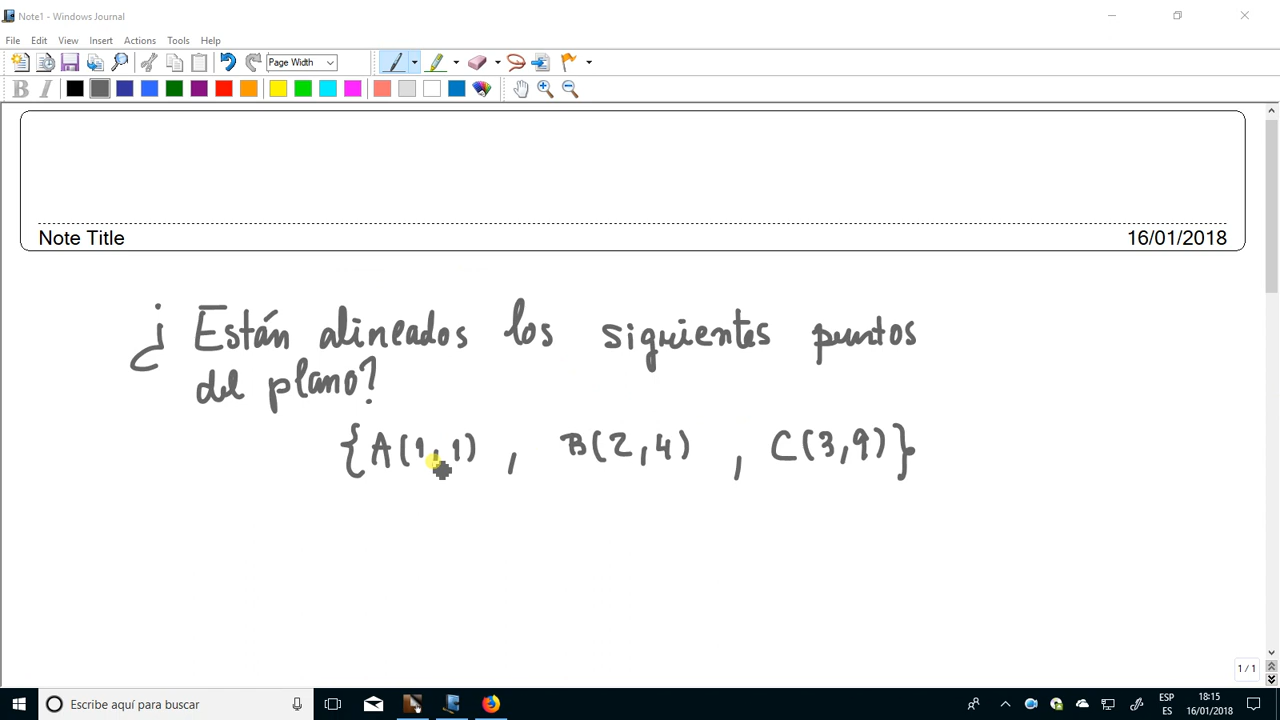 Note1 - Windows Journal
File Edit View Insert Actions Tools Help
Page Width
B I
Note Title 16/01/2018
¿ Están alineados los siguientes puntos
del plano?
{A(1,1) , B(2,4) , C(3,9)}
1 / 1
Escribe aquí para buscar
ESP 18:15
ES 16/01/2018